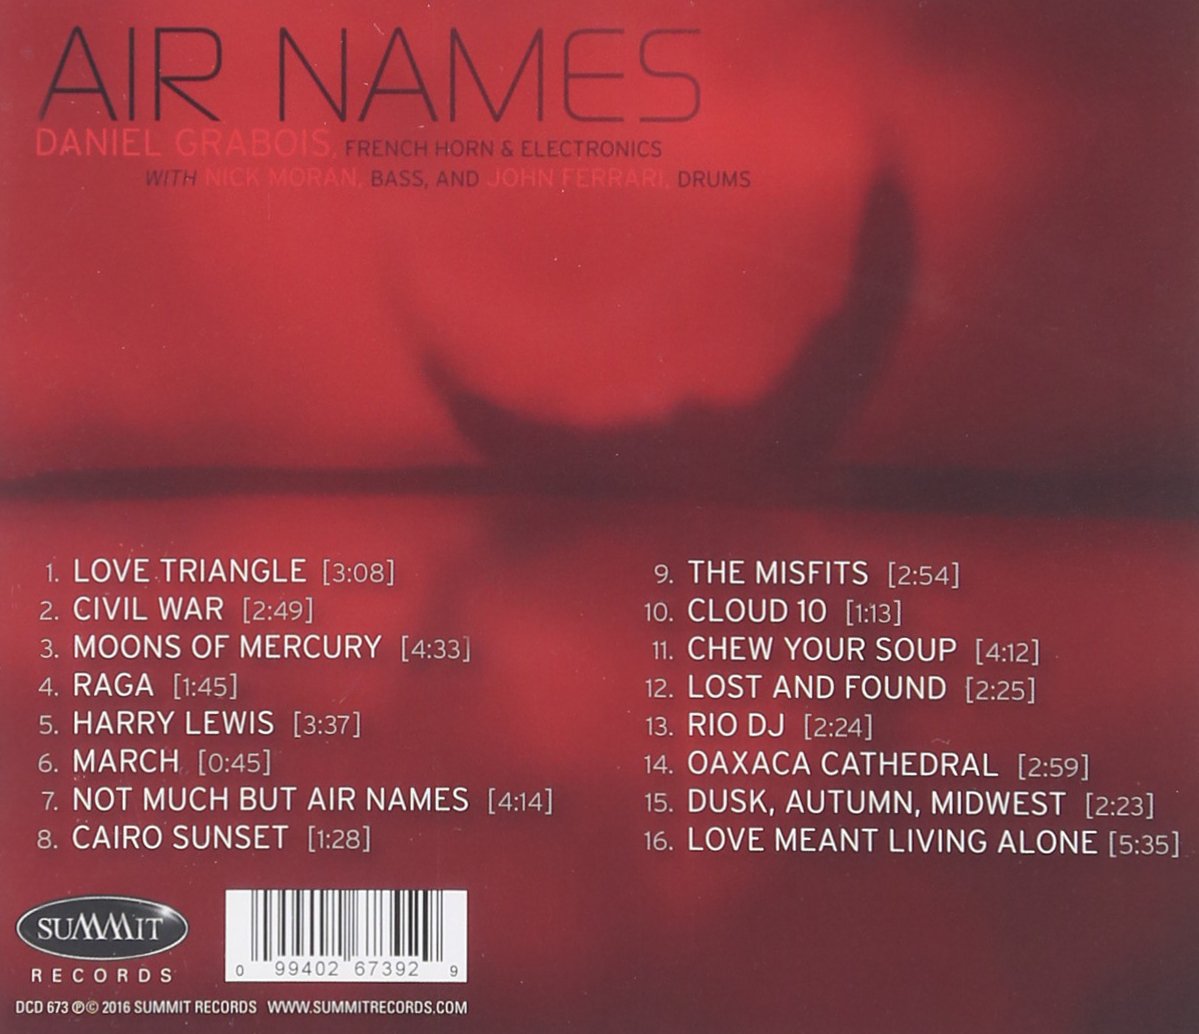 AIR NAMES
DANIEL GRABOIS, FRENCH HORN & ELECTRONICS
WITH NICK MORAN, BASS, AND JOHN FERRARI, DRUMS
1. LOVE TRIANGLE [3:08]
2. CIVIL WAR [2:49]
3. MOONS OF MERCURY [4:33]
4. RAGA [1:45]
5. HARRY LEWIS [3:37]
6. MARCH [0:45]
7. NOT MUCH BUT AIR NAMES [4:14]
8. CAIRO SUNSET [1:28]
9. THE MISFITS [2:54]
10. CLOUD 10 [1:13]
11. CHEW YOUR SOUP [4:12]
12. LOST AND FOUND [2:25]
13. RIO DJ [2:24]
14. OAXACA CATHEDRAL [2:59]
15. DUSK, AUTUMN, MIDWEST [2:23]
16. LOVE MEANT LIVING ALONE [5:35]
SUMMIT
RECORDS
0 99402 67392 9
DCD 673 ℗© 2016 SUMMIT RECORDS WWW.SUMMITRECORDS.COM